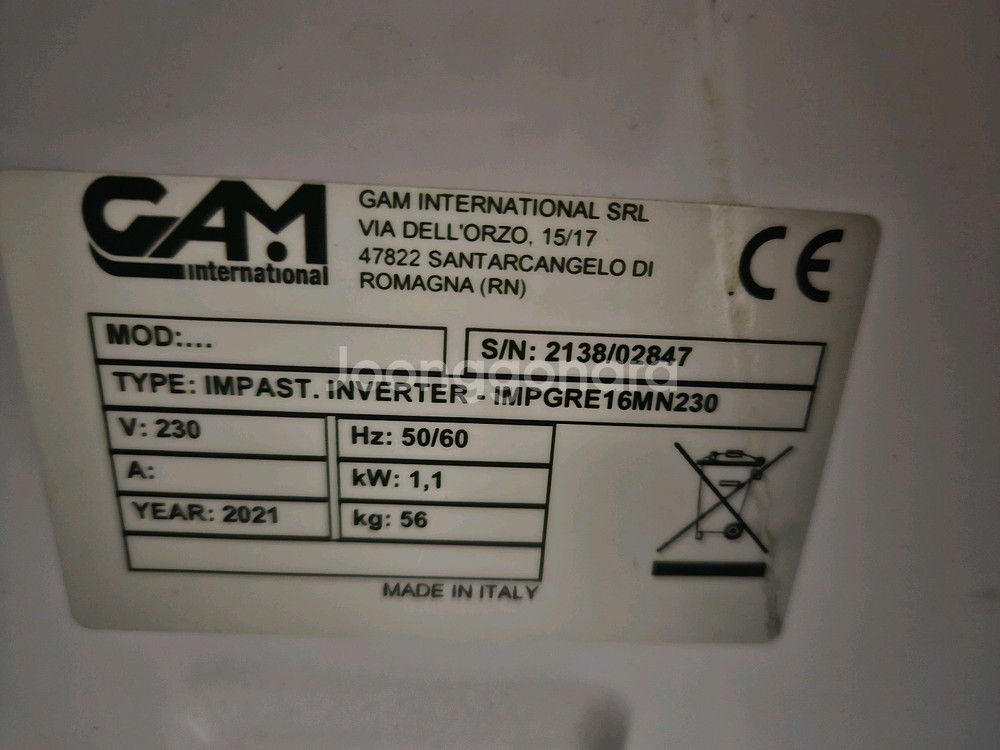 GAM
international
GAM INTERNATIONAL SRL
VIA DELL'ORZO, 15/17
47822 SANTARCANGELO DI
ROMAGNA (RN)
CE
MOD:...
S/N: 2138/02847
Joonggonara
TYPE: IMPAST. INVERTER - IMPGRE16MN230
V: 230
Hz: 50/60
A:
kW: 1,1
YEAR: 2021
kg: 56
MADE IN ITALY